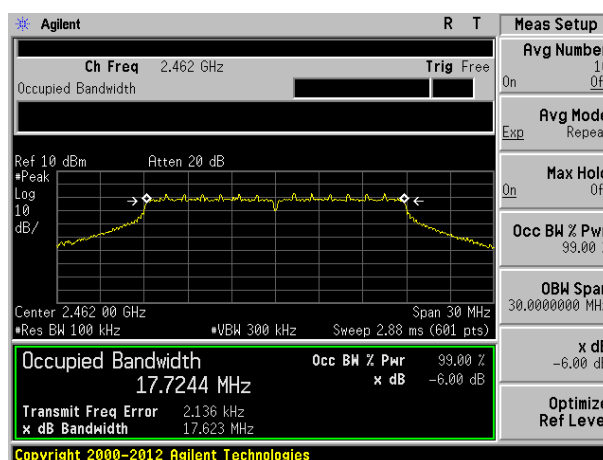 Agilent R T Meas Setup
Ch Freq 2.462 GHz Trig Free
Occupied Bandwidth
Ref 10 dBm Atten 20 dB
#Peak
Log
10
dB/
Center 2.462 00 GHz Span 30 MHz
#Res BW 100 kHz #VBW 300 kHz Sweep 2.88 ms (601 pts)
Occupied Bandwidth
17.7244 MHz
Occ BW % Pwr 99.00 %
x dB -6.00 dB
Transmit Freq Error 2.136 kHz
x dB Bandwidth 17.623 MHz
Copyright 2000-2012 Agilent Technologies
Avg Number
On
Avg Mode
Exp Repea
Max Hold
On Of
Occ BW % Pwr
99.00
OBW Span
30.0000000 MH
x dB
-6.00 dB
Optimize
Ref Level